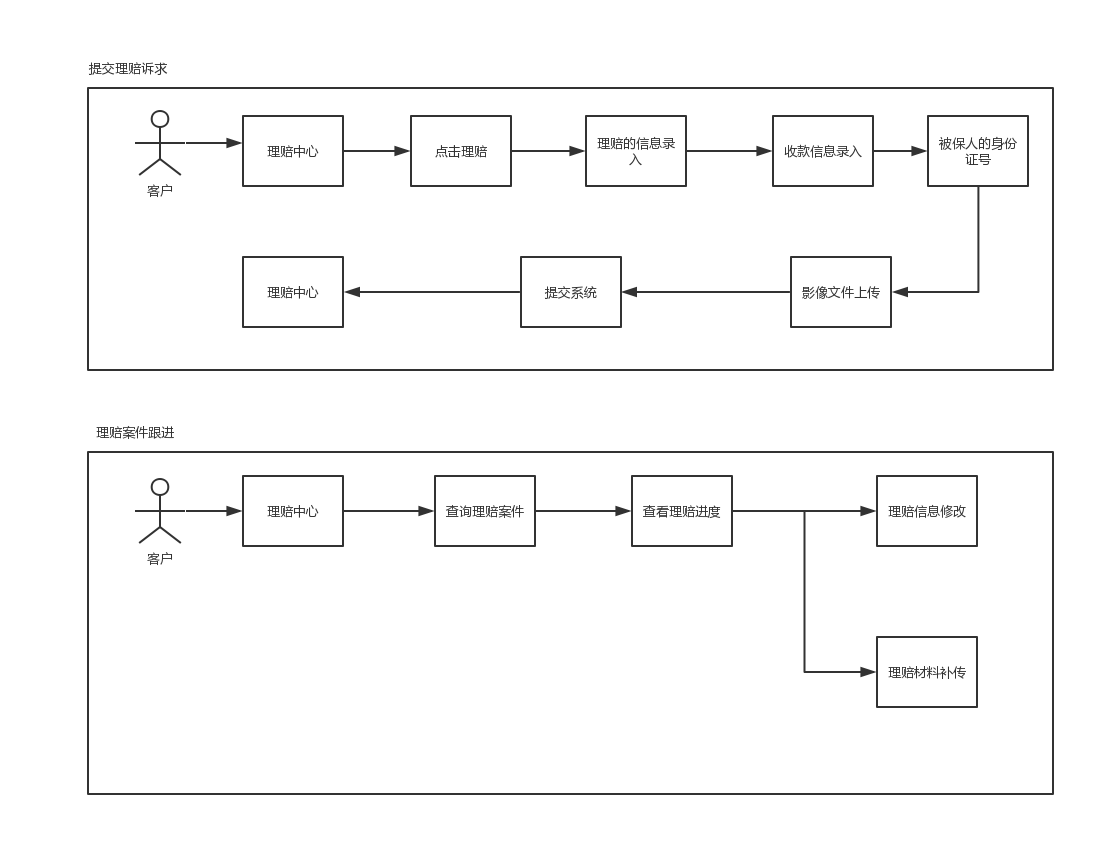 提交理赔诉求
客户
理赔中心
点击理赔
理赔的信息录
入
收款信息录入
被保人的身份
证号
理赔中心
提交系统
影像文件上传
理赔案件跟进
客户
理赔中心
查询理赔案件
查看理赔进度
理赔信息修改
理赔材料补传